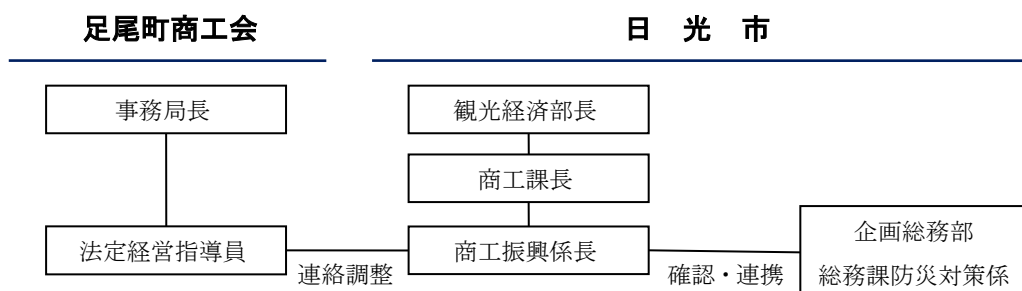 足尾町商工会
日 光 市
事務局長
観光経済部長
商工課長
法定経営指導員
連絡調整
商工振興係長
確認・連携
企画総務部
総務課防災対策係